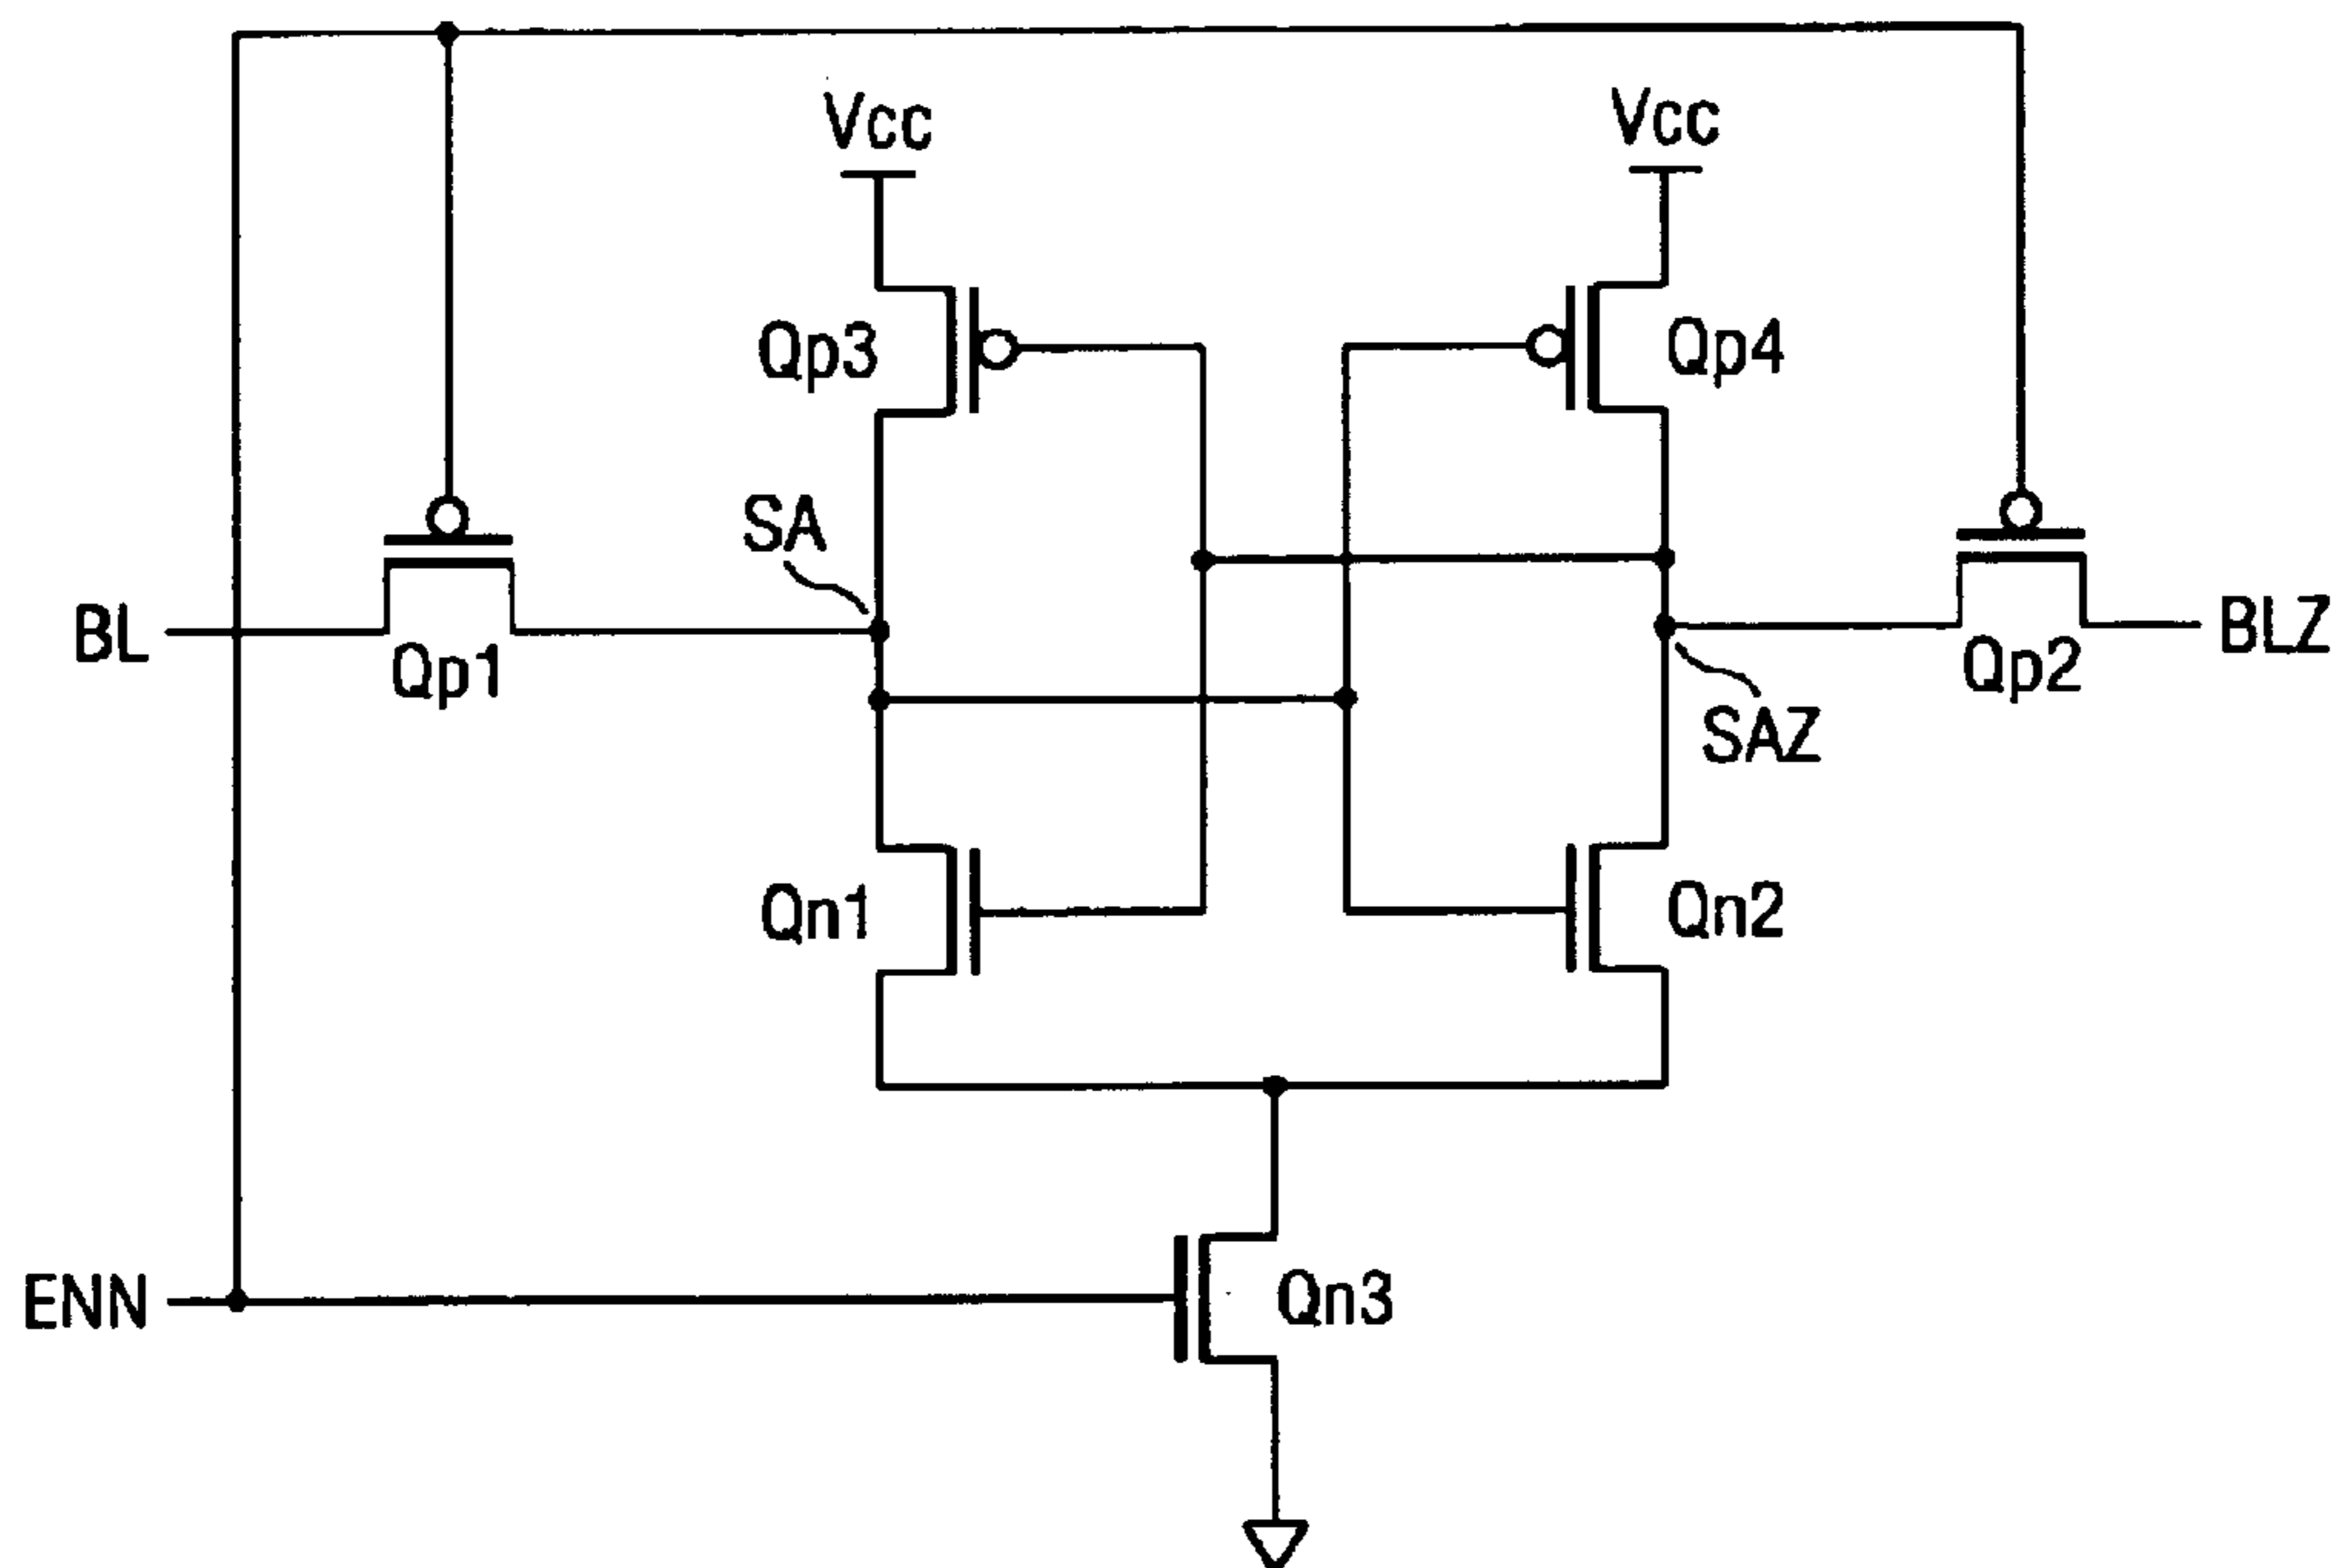 Vcc
Vcc
Qp3
Qp4
SA
BL
Qp1
BLZ
Qp2
SAZ
Qn1
Qn2
ENN
Qn3